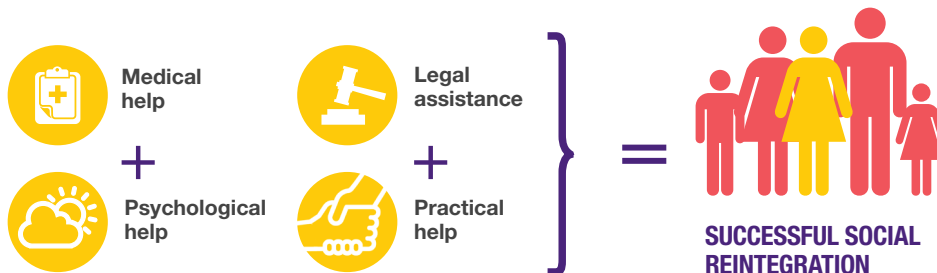 Medical
help
+
Psychological
help
Legal
assistance
+
Practical
help
}
=
SUCCESSFUL SOCIAL
REINTEGRATION